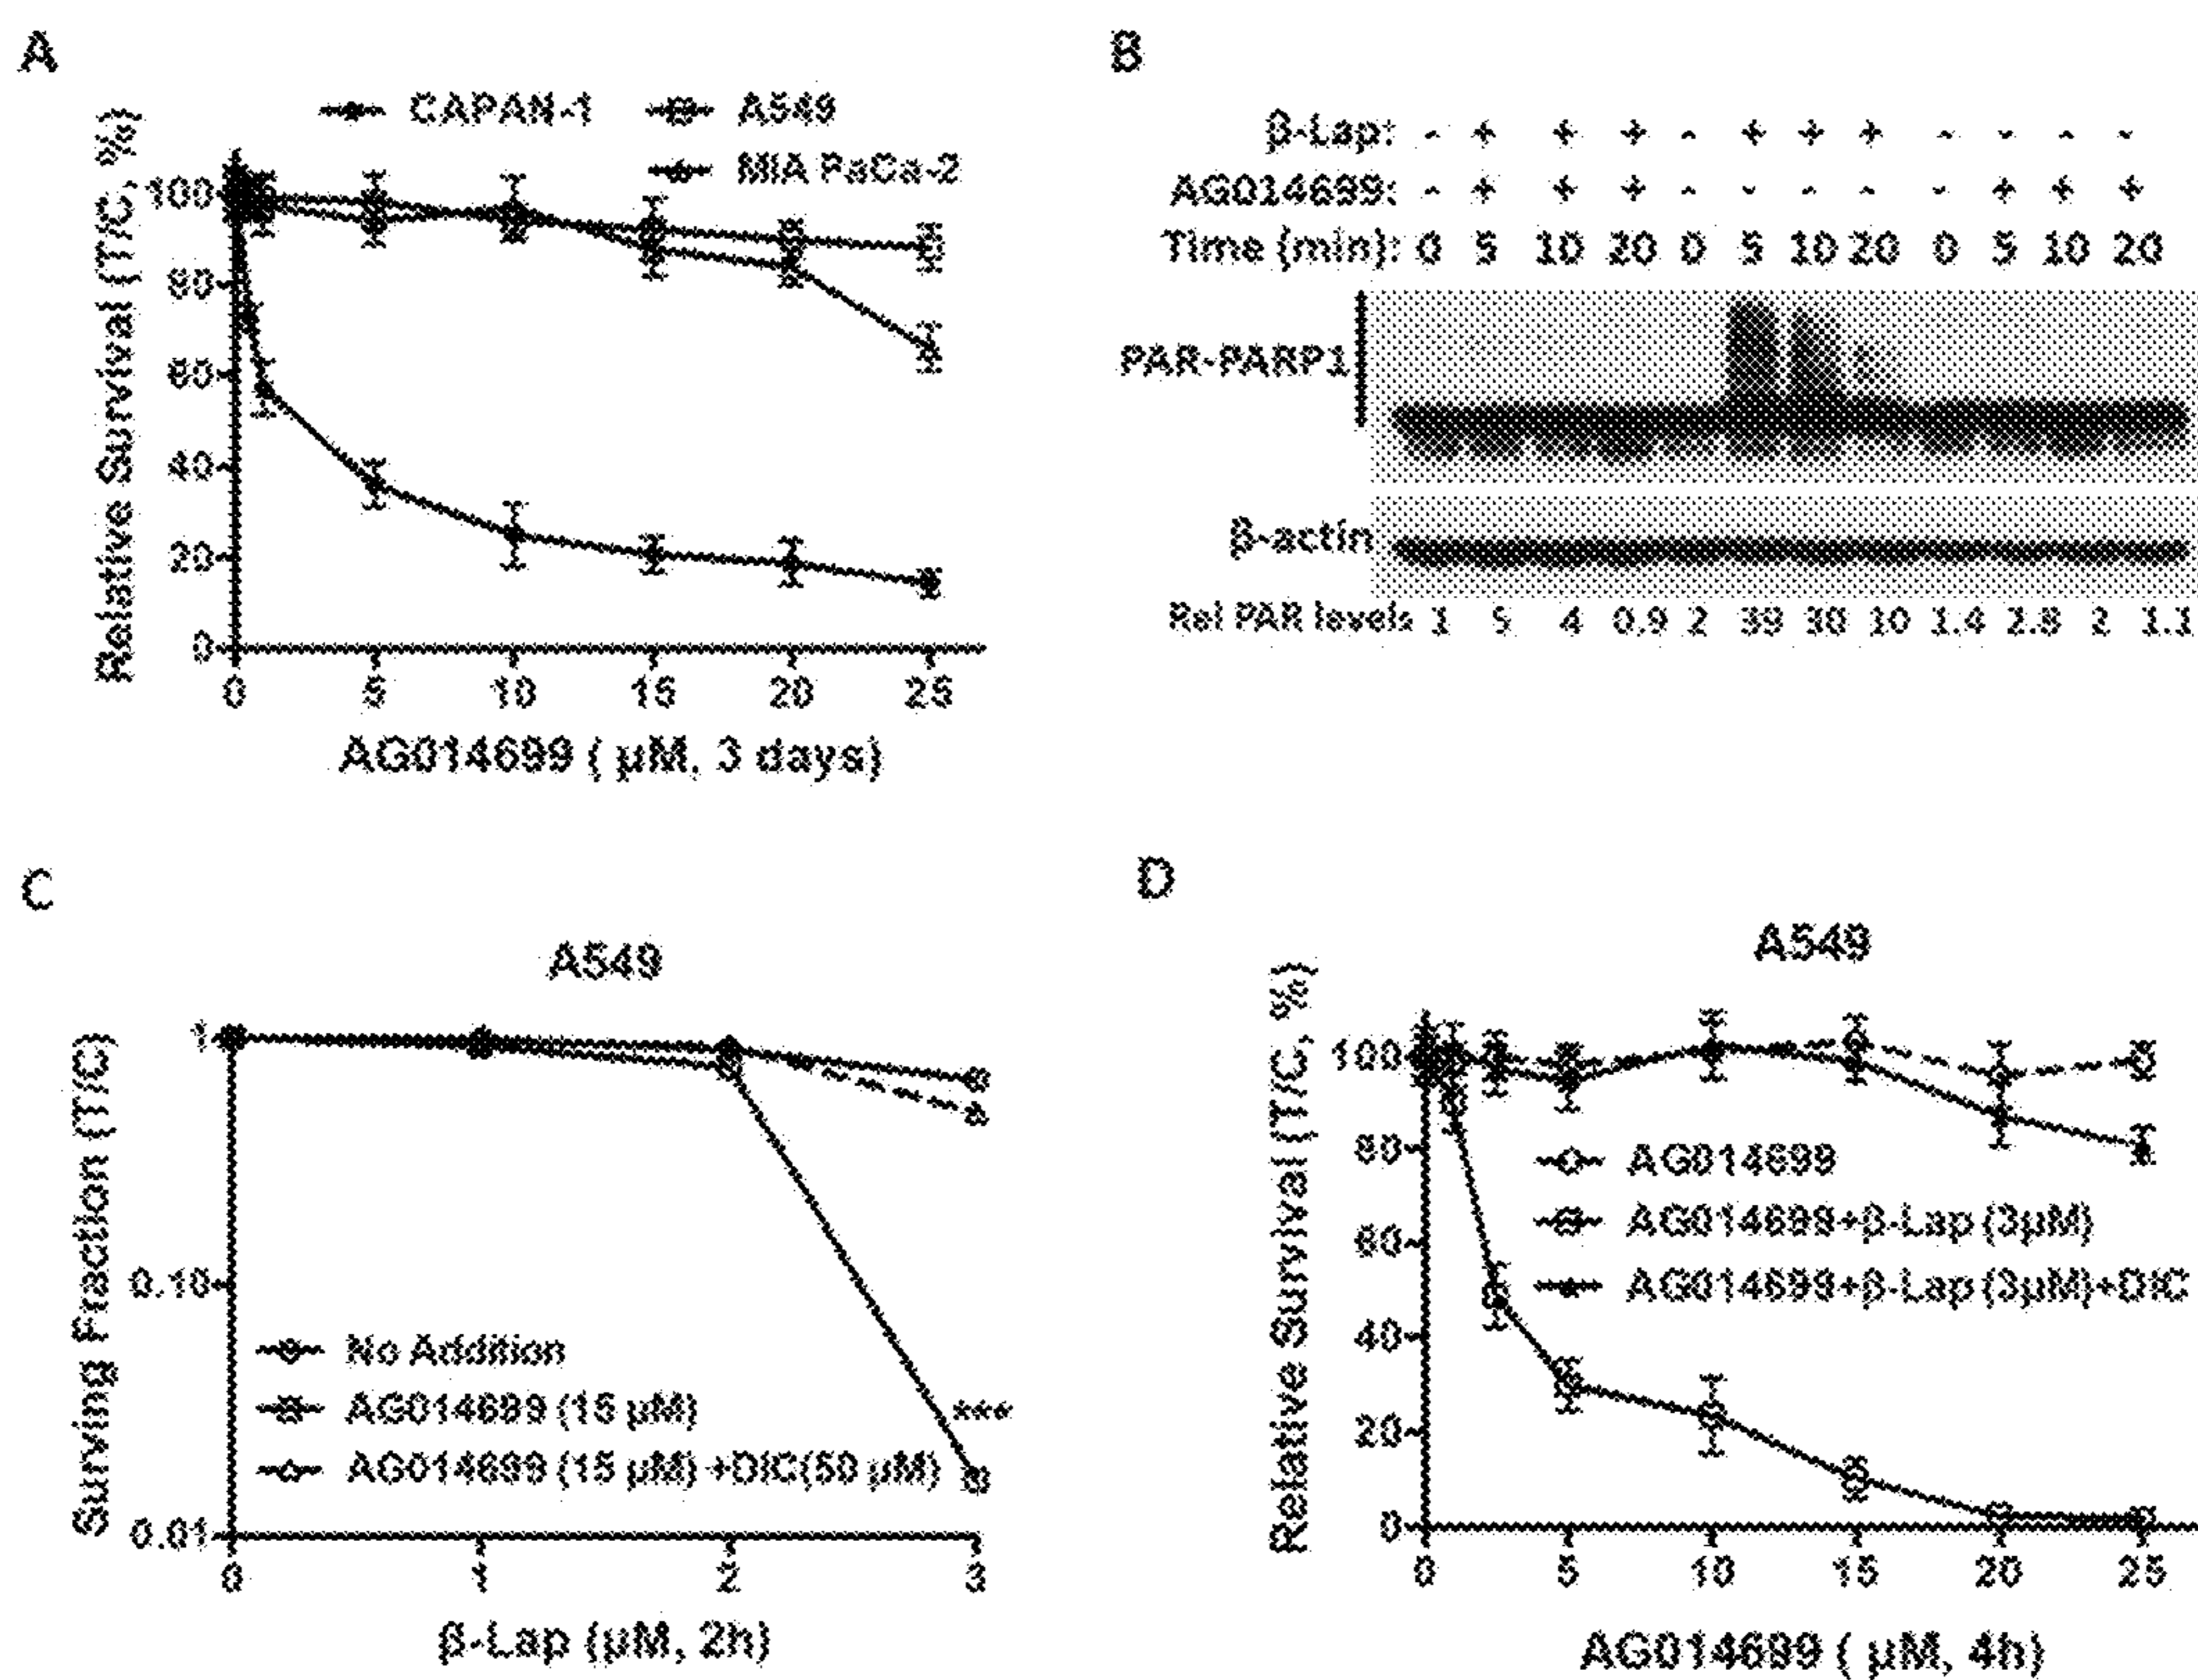 A
CAPAN-1 A549
MIA PaCa-2
Relative Survival (T/C, %)
100
80
60
40
20
0
0 5 10 15 20 25
AG014699 ( μM, 3 days)
B
β-Lap: - + + + - + + + - - - -
AG014699: - + + + - - - - - + + +
Time (min): 0 5 10 20 0 5 10 20 0 5 10 20
PAR-PARP1
β-actin
Rel PAR levels 1 5 4 0.9 2 39 30 10 1.4 2.8 2 1.1
C
A549
Surviving Fraction (T/C)
1
0.10
0.01
No Addition
AG014699 (15 μM)
AG014699 (15 μM) +DIC(50 μM)
***
0 1 2 3
β-Lap (μM, 2h)
D
A549
Relative Survival (T/C, %)
100
80
60
40
20
0
AG014699
AG014699+β-Lap (3μM)
AG014699+β-Lap (3μM)+DIC
0 5 10 15 20 25
AG014699 ( μM, 4h)